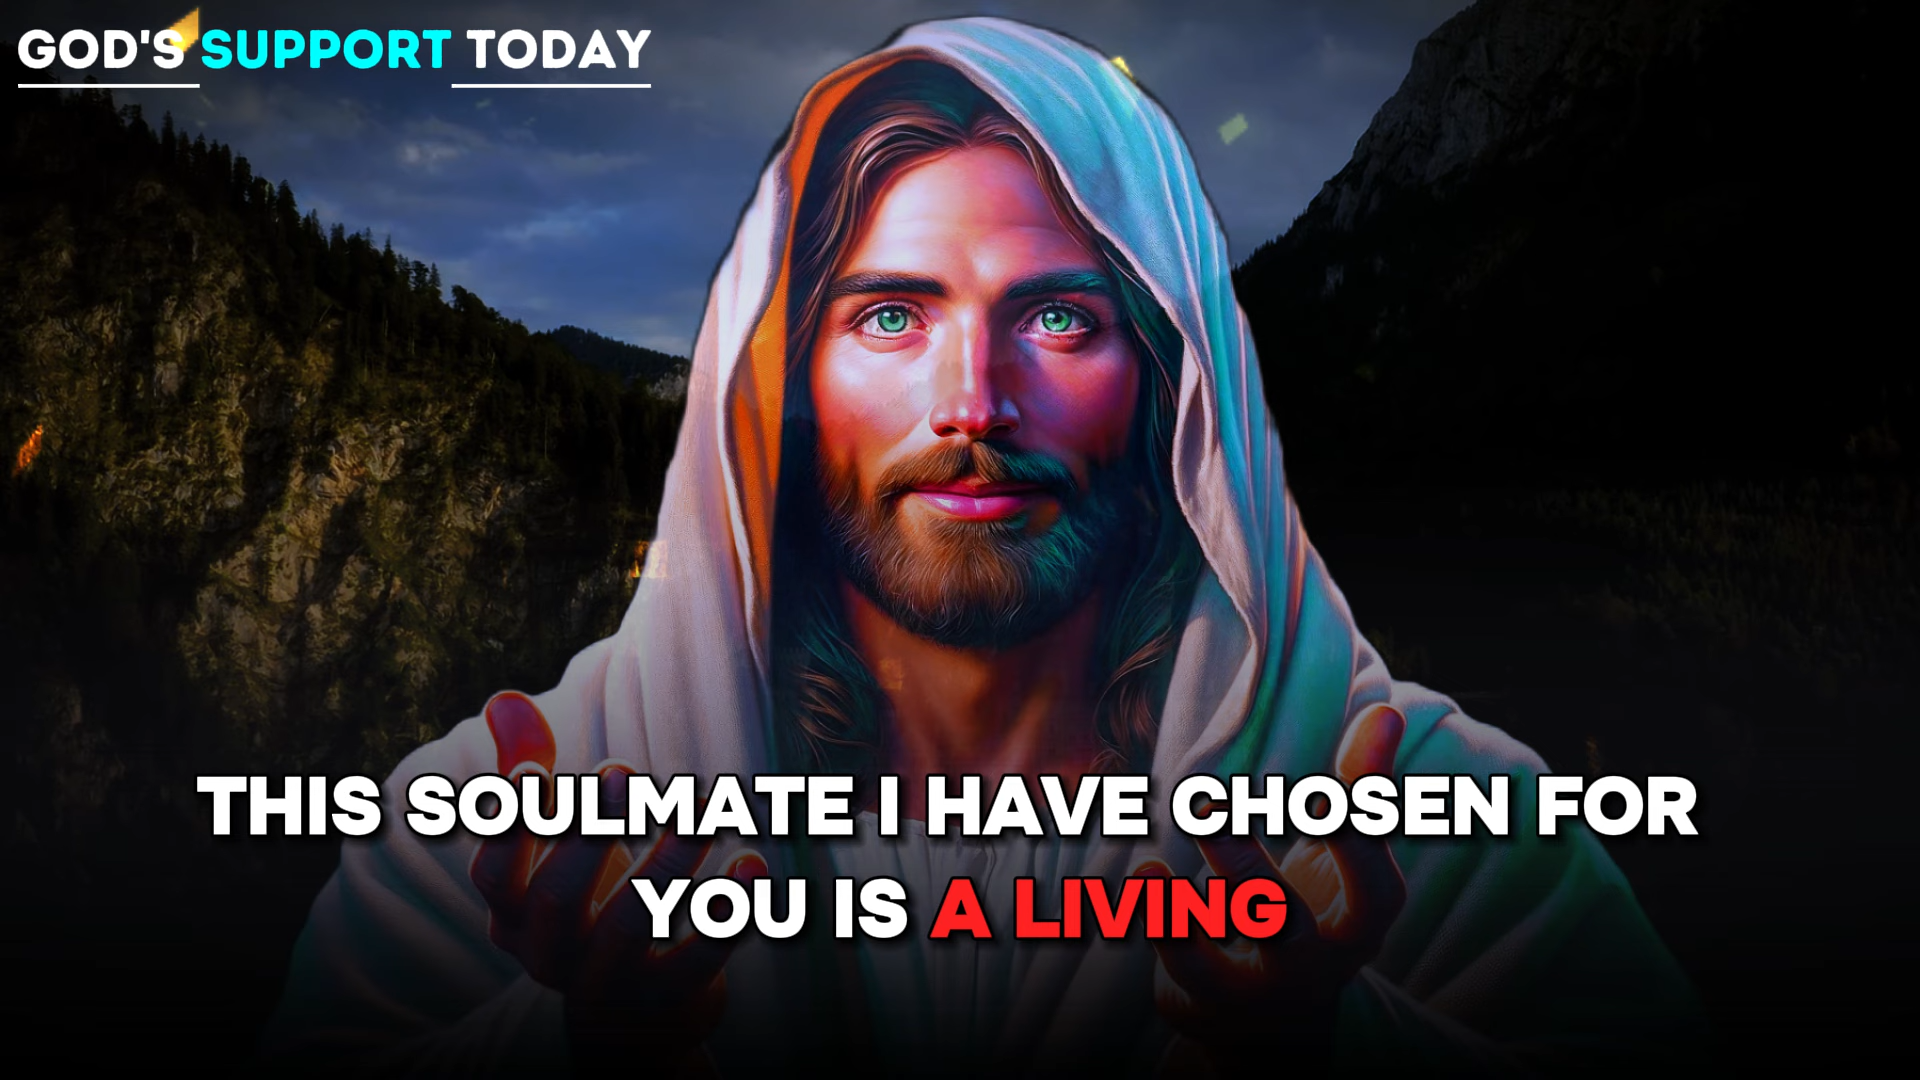 GOD'S SUPPORT TODAY
THIS SOULMATE I HAVE CHOSEN FOR
YOU IS A LIVING